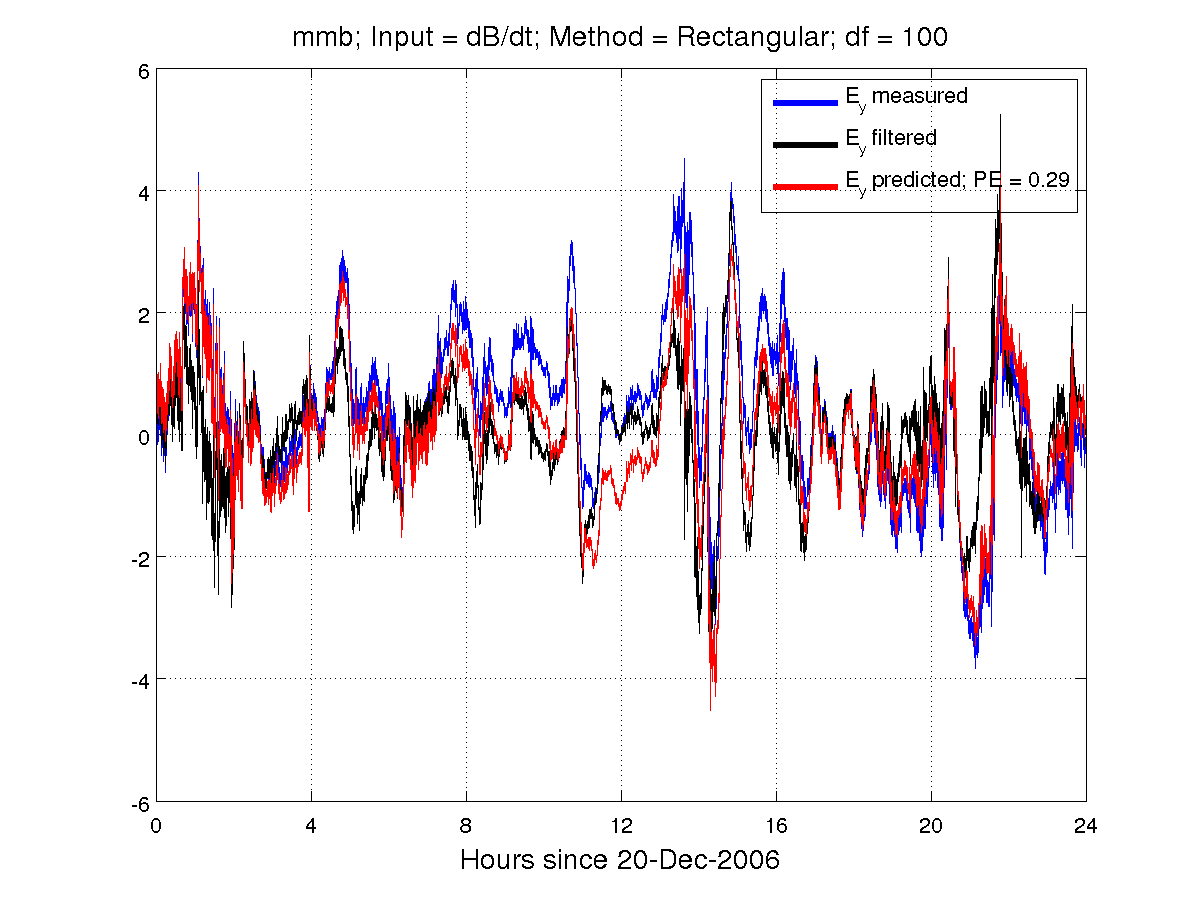 mmb; Input = dB/dt; Method = Rectangular; df = 100
E_y measured
E_y filtered
E_y predicted; PE = 0.29
6
4
2
0
-2
-4
-6
0 4 8 12 16 20 24
Hours since 20-Dec-2006